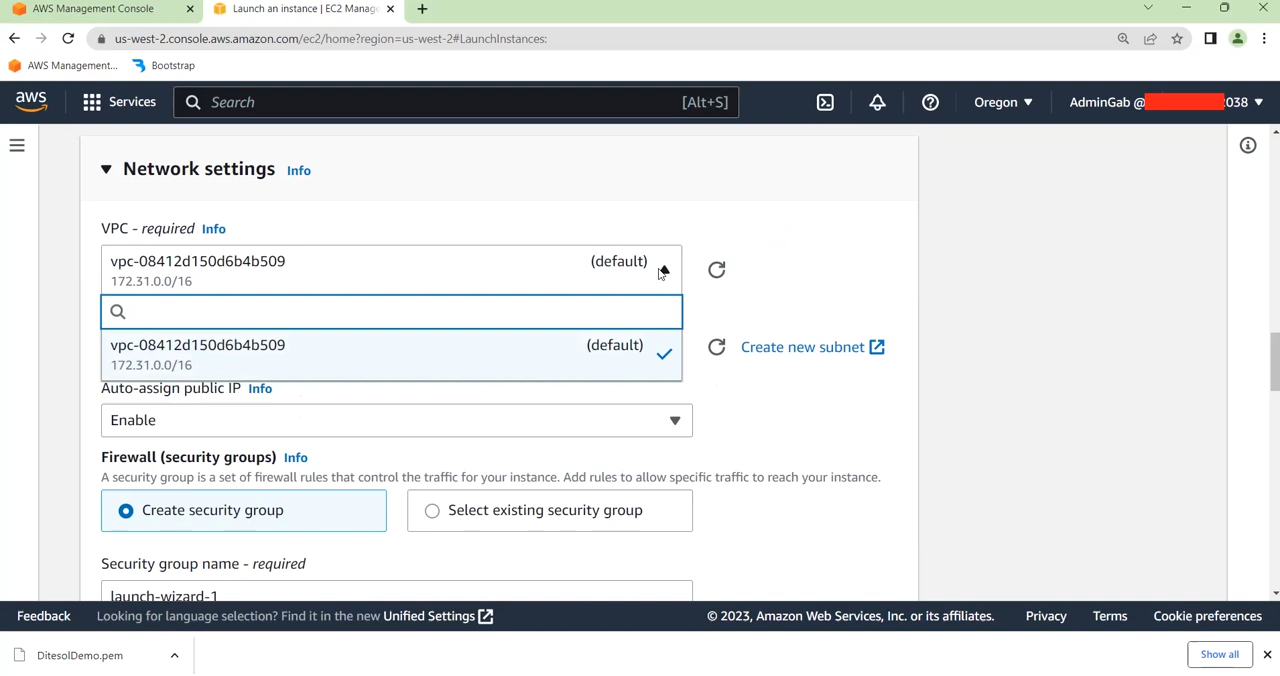 AWS Management Console
Launch an instance | EC2 Manag
us-west-2.console.aws.amazon.com/ec2/home?region=us-west-2#LaunchInstances:
AWS Management...
Bootstrap
aws
Services
Search
[Alt+S]
Oregon
AdminGab @
038
Network settings Info
VPC - required Info
vpc-08412d150d6b4b509 (default)
172.31.0.0/16
vpc-08412d150d6b4b509 (default)
172.31.0.0/16
Create new subnet
Auto-assign public IP Info
Enable
Firewall (security groups) Info
A security group is a set of firewall rules that control the traffic for your instance. Add rules to allow specific traffic to reach your instance.
Create security group
Select existing security group
Security group name - required
launch-wizard-1
Feedback
Looking for language selection? Find it in the new Unified Settings
© 2023, Amazon Web Services, Inc. or its affiliates.
Privacy
Terms
Cookie preferences
DitesolDemo.pem
Show all